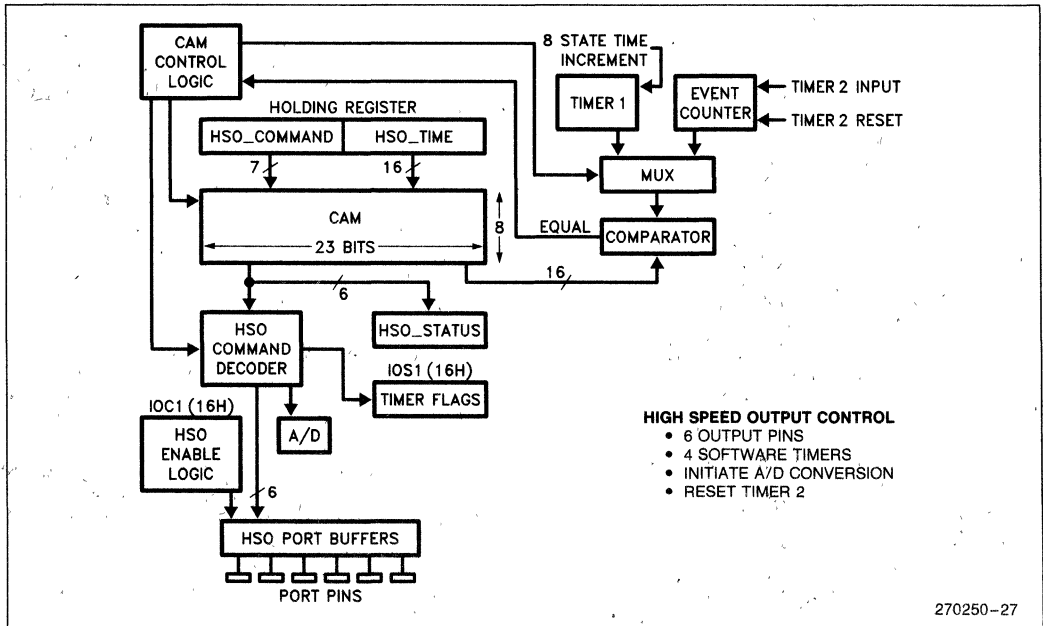 CAM
CONTROL
LOGIC
8 STATE TIME
INCREMENT
TIMER 1
EVENT
COUNTER
TIMER 2 INPUT
TIMER 2 RESET
HOLDING REGISTER
HSO_COMMAND
HSO_TIME
7
16
MUX
CAM
23 BITS
8
EQUAL
COMPARATOR
16
6
HSO
COMMAND
DECODER
HSO_STATUS
IOS1 (16H)
TIMER FLAGS
IOC1 (16H)
HSO
ENABLE
LOGIC
A/D
6
HSO PORT BUFFERS
PORT PINS
HIGH SPEED OUTPUT CONTROL
• 6 OUTPUT PINS
• 4 SOFTWARE TIMERS
• INITIATE A/D CONVERSION
• RESET TIMER 2
270250-27